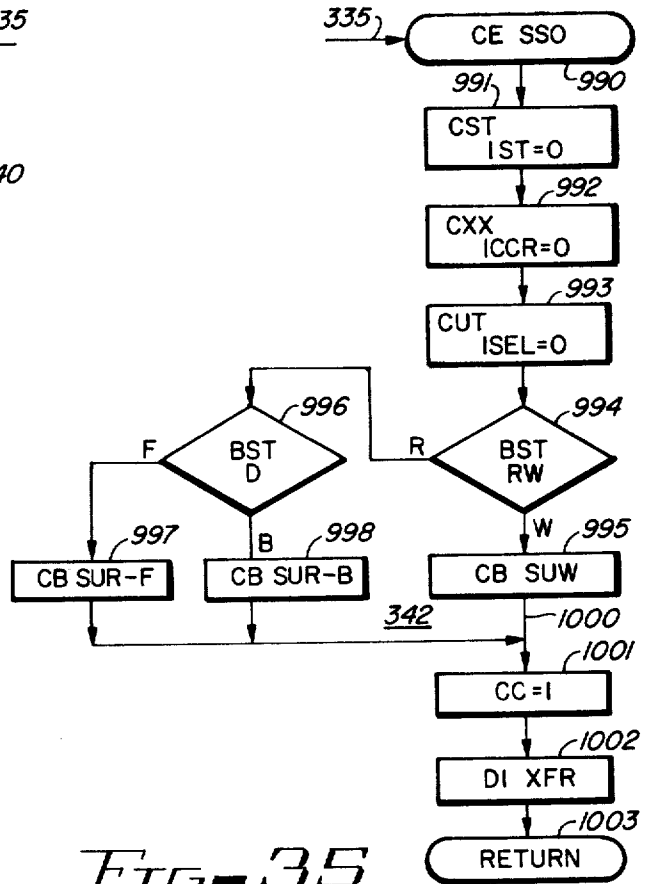 35
335
CE SSO
990
991
CST
IST=0
40
992
CXX
ICCR=0
993
CUT
ISEL=0
996
994
F
BST
D
R
BST
RW
997
B
998
W
995
CB SUR-F
CB SUR-B
CB SUW
342
1000
1001
CC=1
1002
DI XFR
1003
RETURN
FIG-35